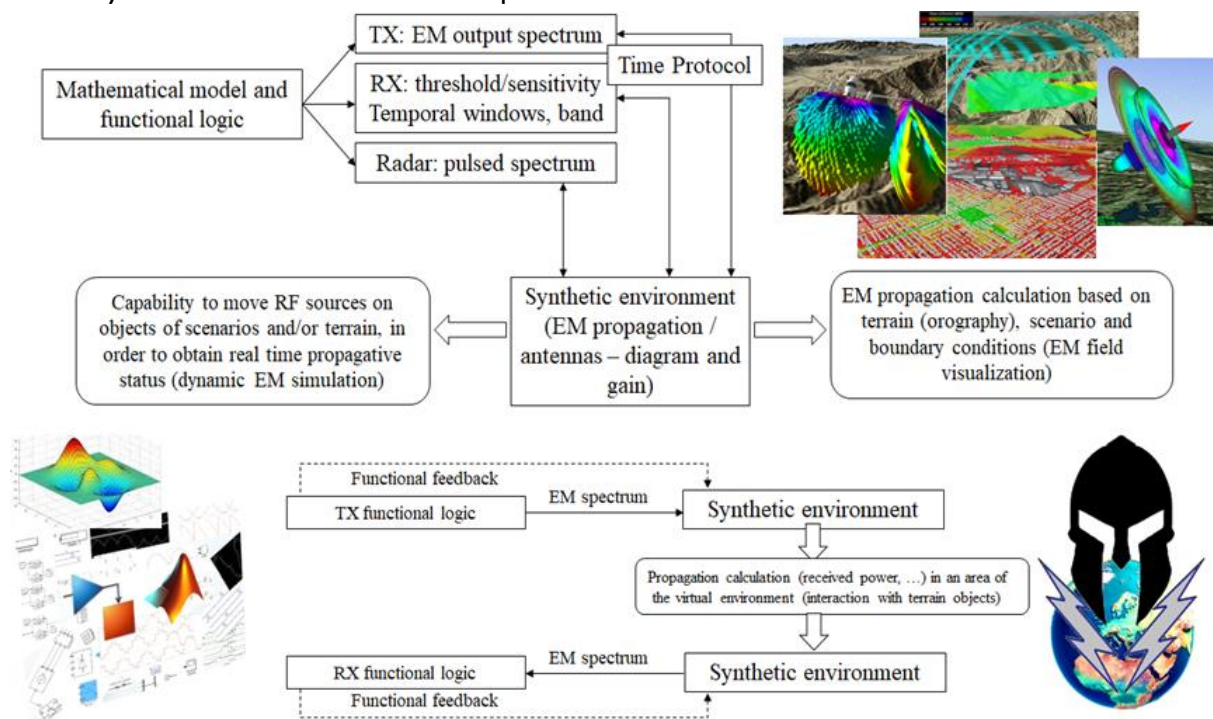 TX: EM output spectrum
Time Protocol
Mathematical model and
functional logic
RX: threshold/sensitivity
Temporal windows, band
Radar: pulsed spectrum
Capability to move RF sources on
objects of scenarios and/or terrain, in
order to obtain real time propagative
status (dynamic EM simulation)
Synthetic environment
(EM propagation /
antennas – diagram and
gain)
EM propagation calculation based on
terrain (orography), scenario and
boundary conditions (EM field
visualization)
Functional feedback
TX functional logic
EM spectrum
Synthetic environment
Propagation calculation (received power, …) in an area of
the virtual environment (interaction with terrain objects)
RX functional logic
EM spectrum
Synthetic environment
Functional feedback